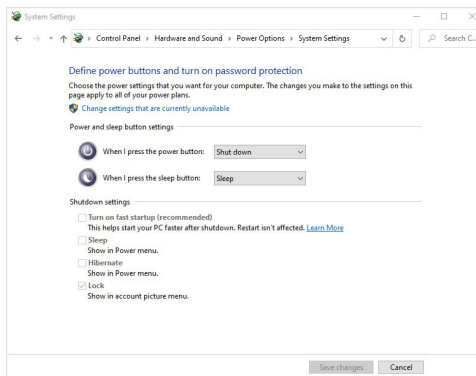 System Settings
Control Panel > Hardware and Sound > Power Options > System Settings
Search C...
Define power buttons and turn on password protection
Choose the power settings that you want for your computer. The changes you make to the settings on this
page apply to all of your power plans.
Change settings that are currently unavailable
Power and sleep button settings
When I press the power button: Shut down
When I press the sleep button: Sleep
Shutdown settings
Turn on fast startup (recommended)
This helps start your PC faster after shutdown. Restart isn't affected. Learn More
Sleep
Show in Power menu.
Hibernate
Show in Power menu.
Lock
Show in account picture menu.
Save changes Cancel